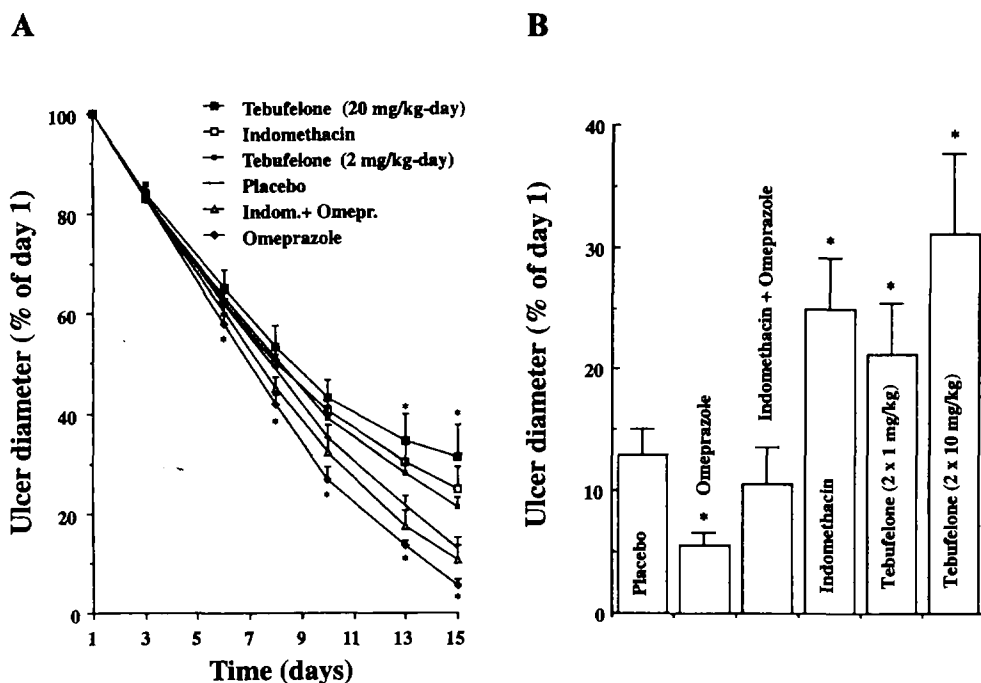 A
Ulcer diameter (% of day 1)
100
80
60
40
20
0
Tebufelone (20 mg/kg-day)
Indomethacin
Tebufelone (2 mg/kg-day)
Placebo
Indom.+ Omepr.
Omeprazole
*
*
*
*
*
*
*
1 3 5 7 9 11 13 15
Time (days)
B
Ulcer diameter (% of day 1)
40
30
20
10
0
Placebo
* Omeprazole
Indomethacin + Omeprazole
* Indomethacin
* Tebufelone (2 x 1 mg/kg)
* Tebufelone (2 x 10 mg/kg)